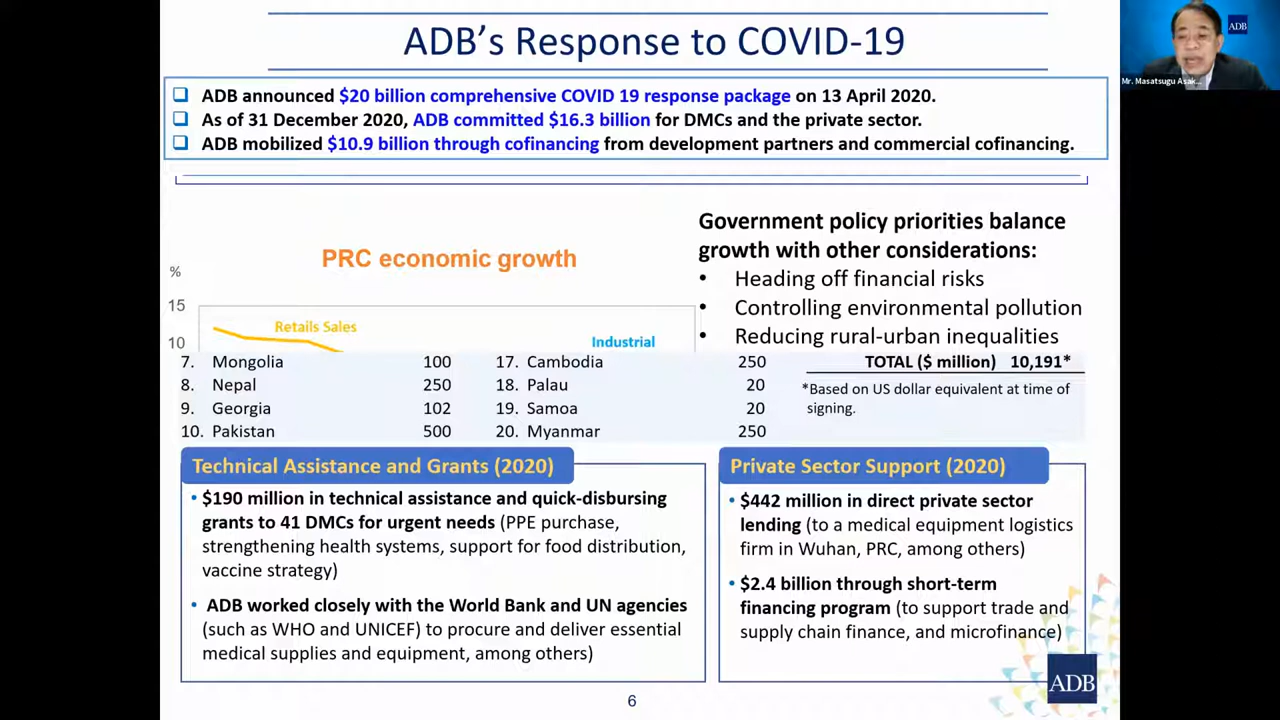 ADB's Response to COVID-19
ADB
Mr. Masatsugu Asak...
ADB announced $20 billion comprehensive COVID 19 response package on 13 April 2020.
As of 31 December 2020, ADB committed $16.3 billion for DMCs and the private sector.
ADB mobilized $10.9 billion through cofinancing from development partners and commercial cofinancing.
PRC economic growth
%
15
Retails Sales
10
Industrial
Government policy priorities balance
growth with other considerations:
• Heading off financial risks
• Controlling environmental pollution
• Reducing rural-urban inequalities
7. Mongolia 100 17. Cambodia 250
8. Nepal 250 18. Palau 20
9. Georgia 102 19. Samoa 20
10. Pakistan 500 20. Myanmar 250
TOTAL ($ million) 10,191*
*Based on US dollar equivalent at time of
signing.
Technical Assistance and Grants (2020)
• $190 million in technical assistance and quick-disbursing
grants to 41 DMCs for urgent needs (PPE purchase,
strengthening health systems, support for food distribution,
vaccine strategy)
• ADB worked closely with the World Bank and UN agencies
(such as WHO and UNICEF) to procure and deliver essential
medical supplies and equipment, among others)
Private Sector Support (2020)
• $442 million in direct private sector
lending (to a medical equipment logistics
firm in Wuhan, PRC, among others)
• $2.4 billion through short-term
financing program (to support trade and
supply chain finance, and microfinance)
ADB
6